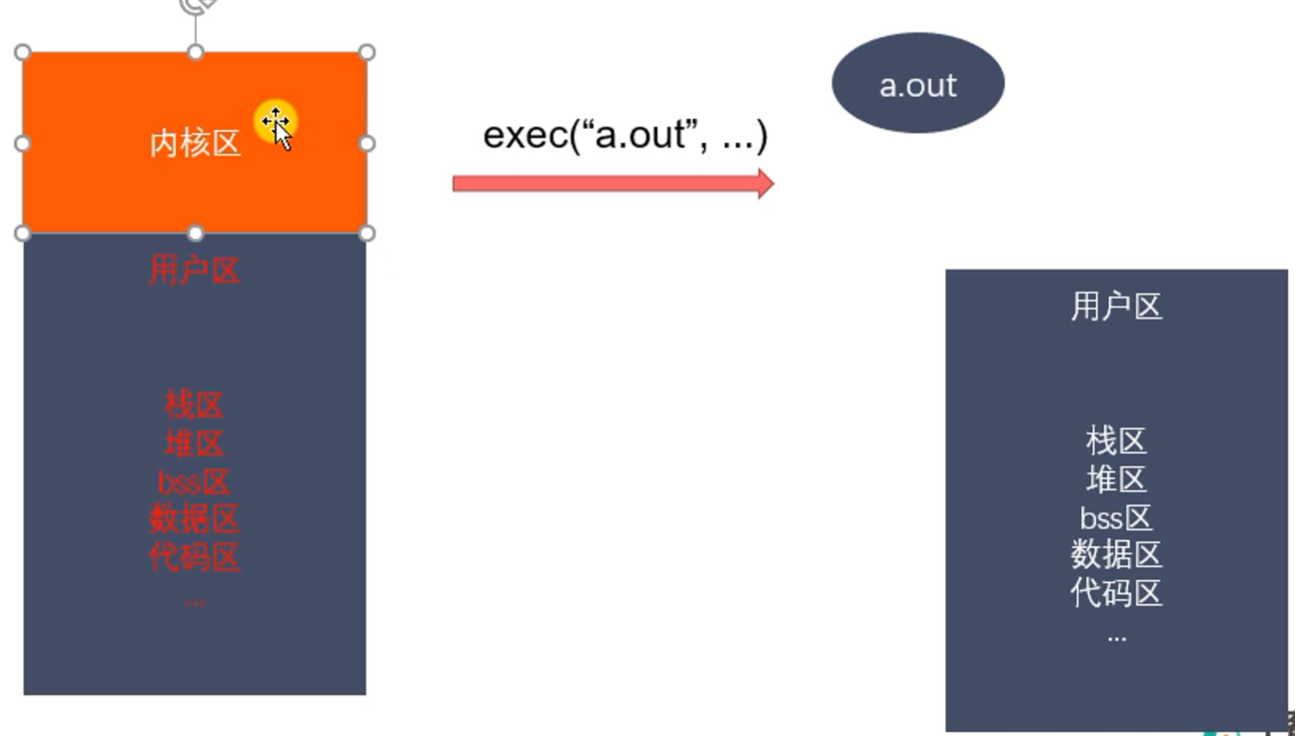 内核区
用户区
栈区
堆区
bss区
数据区
代码区
...
exec(“a.out”, ...)
a.out
用户区
栈区
堆区
bss区
数据区
代码区
...